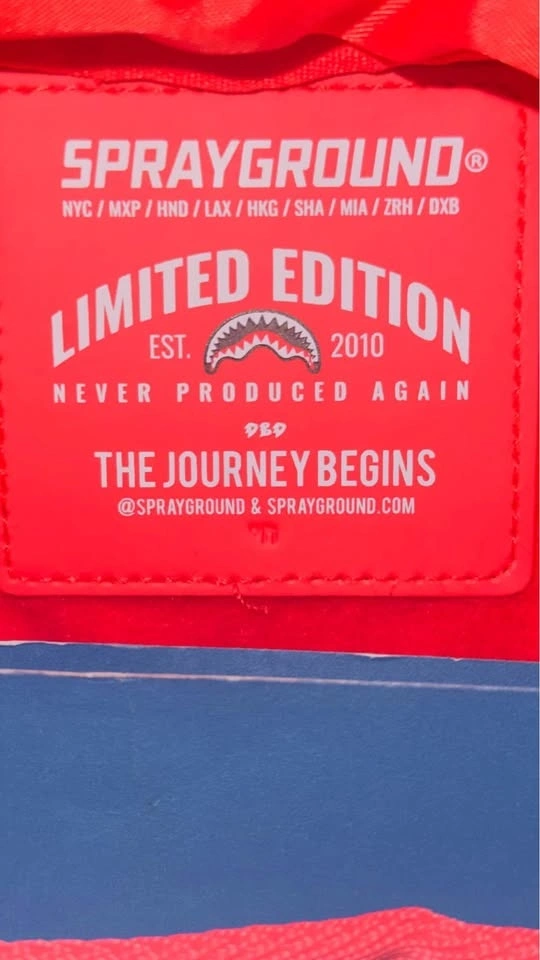 SPRAYGROUND®
NYC / MXP / HND / LAX / HKG / SHA / MIA / ZRH / DXB
LIMITED EDITION
EST. 2010
NEVER PRODUCED AGAIN
DBD
THE JOURNEY BEGINS
@SPRAYGROUND & SPRAYGROUND.COM